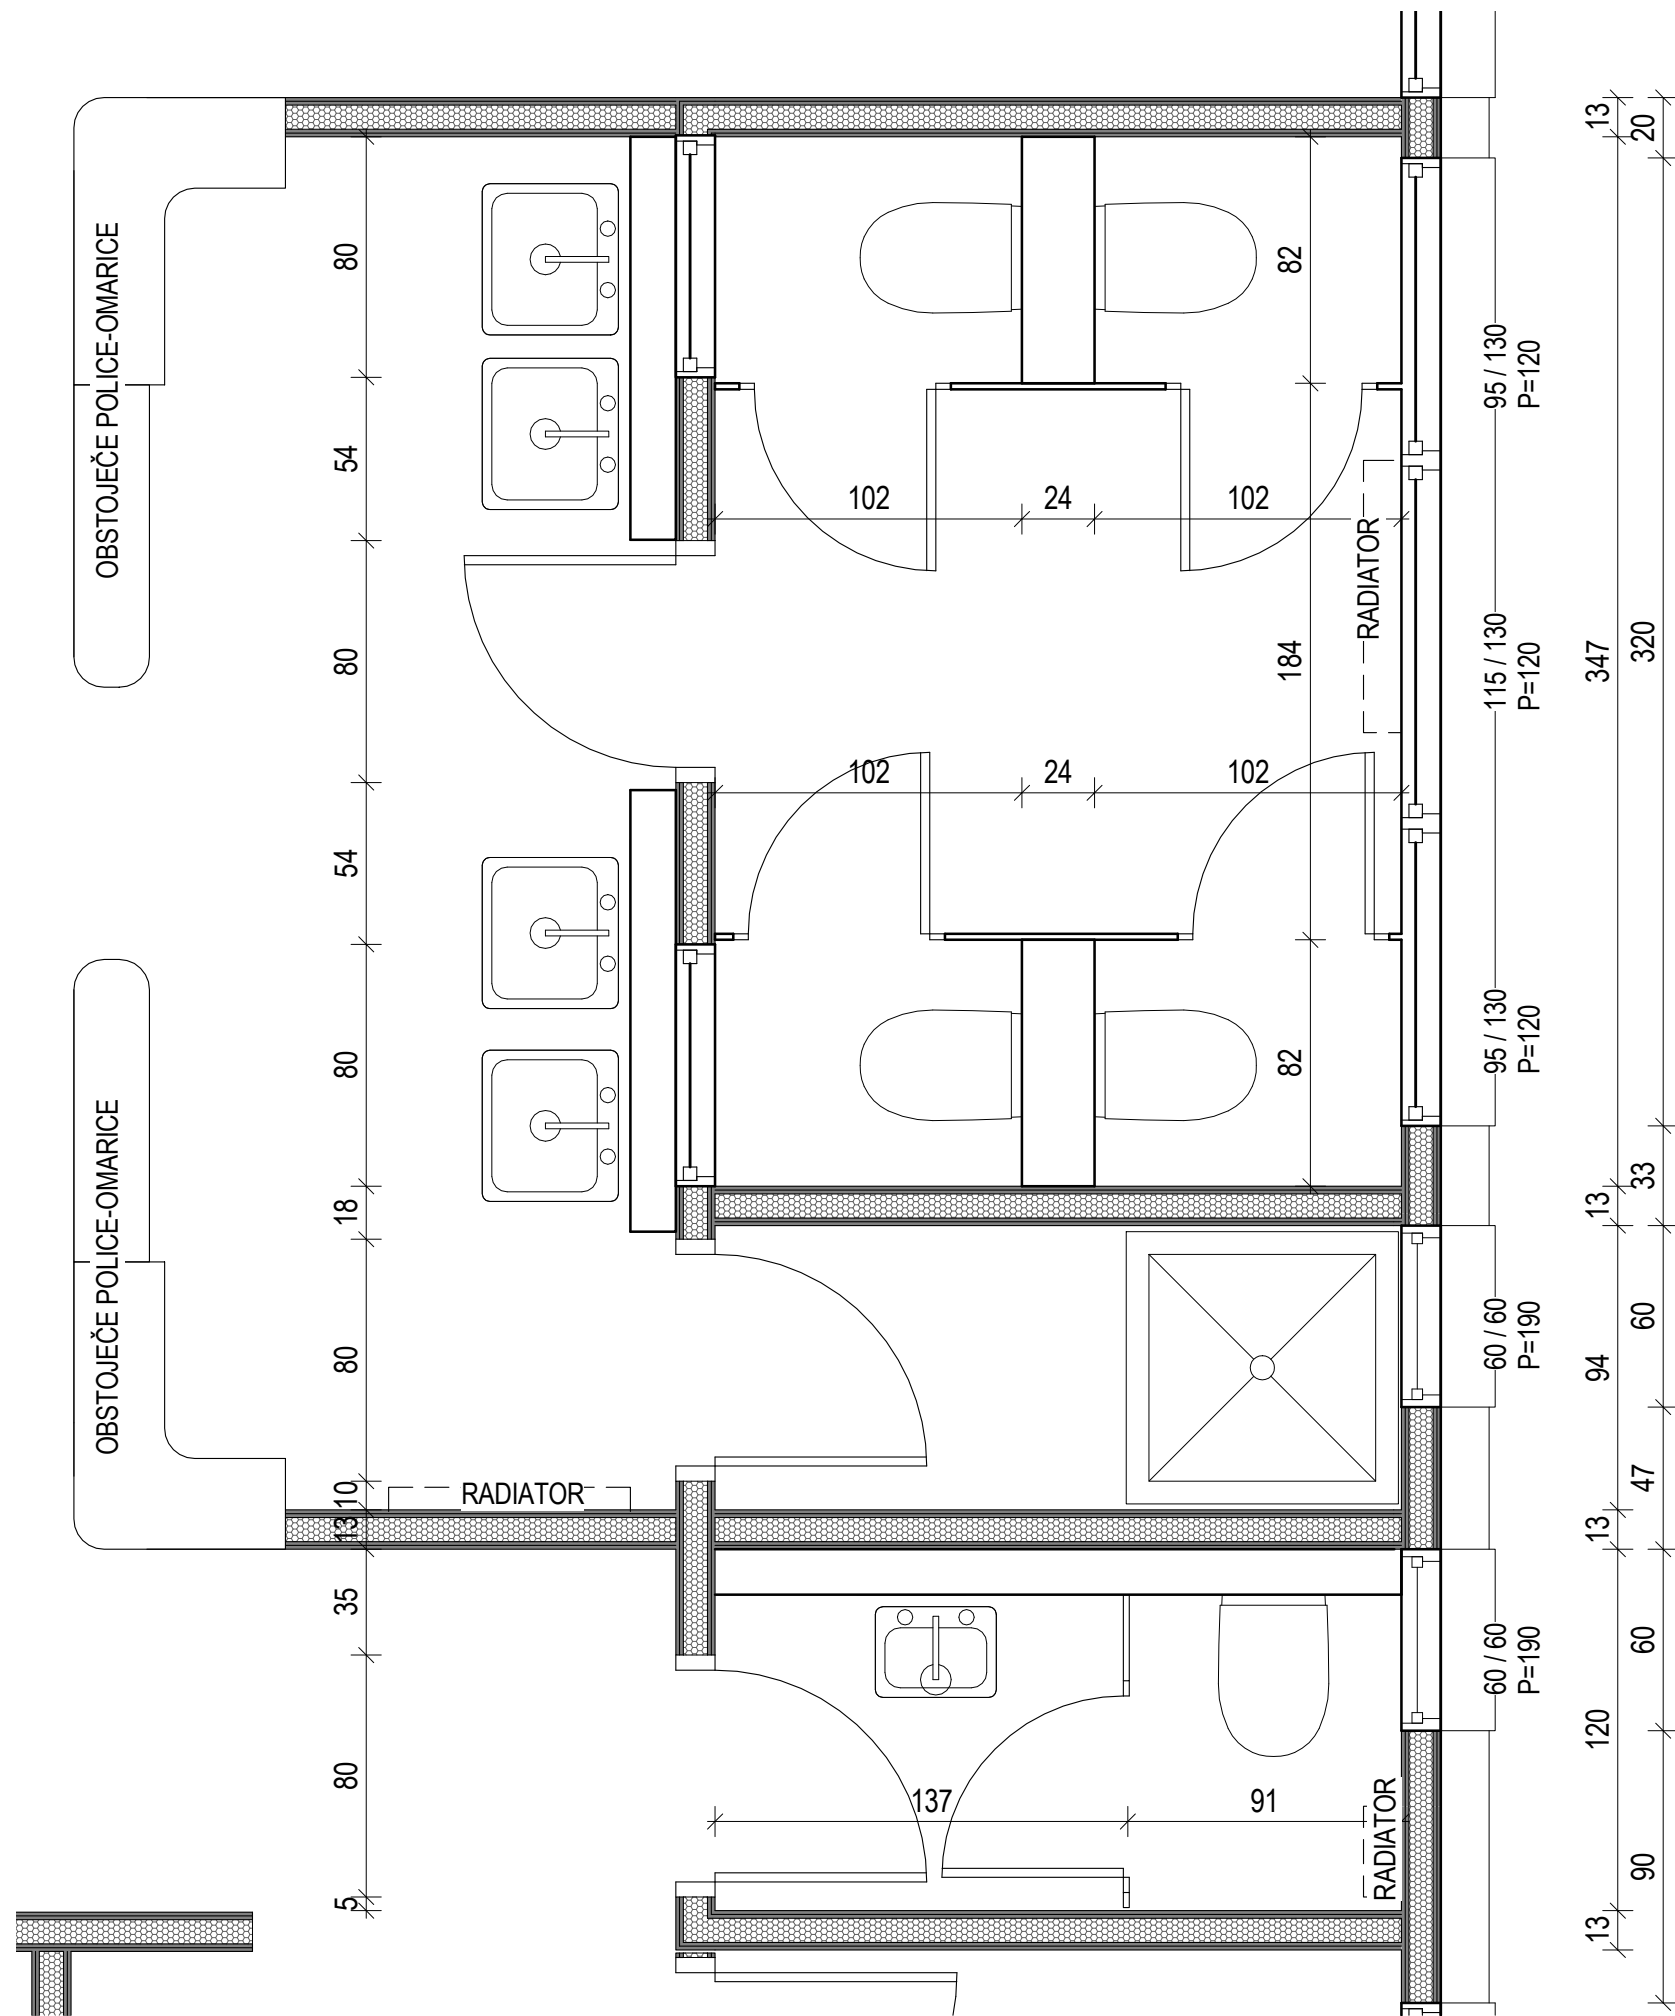 OBSTOJEČE POLICE-OMARICE
OBSTOJEČE POLICE-OMARICE
80
54
80
54
80
18
80
10
13
35
80
5
RADIATOR
102
24
102
102
24
102
82
184
82
RADIATOR
137
91
RADIATOR
95 / 130
P=120
115 / 130
P=120
95 / 130
P=120
60 / 60
P=190
60 / 60
P=190
13
347
13
94
13
120
13
20
320
33
60
47
60
90